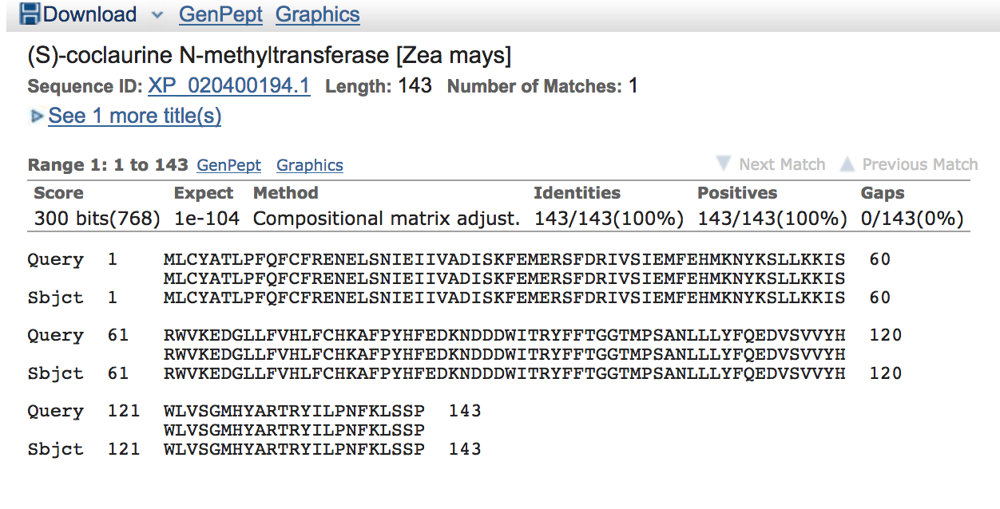 Download GenPept Graphics
(S)-coclaurine N-methyltransferase [Zea mays]
Sequence ID: XP_020400194.1 Length: 143 Number of Matches: 1
See 1 more title(s)
Range 1: 1 to 143 GenPept Graphics Next Match Previous Match
Score Expect Method Identities Positives Gaps
300 bits(768) 1e-104 Compositional matrix adjust. 143/143(100%) 143/143(100%) 0/143(0%)
Query 1 MLCYATLPFQFCFRENELSNIEIIVADISKFEMERSFDRIVSIEMFEHMKNYKSLLKKIS 60
MLCYATLPFQFCFRENELSNIEIIVADISKFEMERSFDRIVSIEMFEHMKNYKSLLKKIS
Sbjct 1 MLCYATLPFQFCFRENELSNIEIIVADISKFEMERSFDRIVSIEMFEHMKNYKSLLKKIS 60
Query 61 RWVKEDGLLFVHLFCHKAFPYHFEDKNDDDWITRYFFTGGTMPSANLLLYFQEDVSVVYH 120
RWVKEDGLLFVHLFCHKAFPYHFEDKNDDDWITRYFFTGGTMPSANLLLYFQEDVSVVYH
Sbjct 61 RWVKEDGLLFVHLFCHKAFPYHFEDKNDDDWITRYFFTGGTMPSANLLLYFQEDVSVVYH 120
Query 121 WLVSGMHYARTRYILPNFKLSSP 143
WLVSGMHYARTRYILPNFKLSSP
Sbjct 121 WLVSGMHYARTRYILPNFKLSSP 143